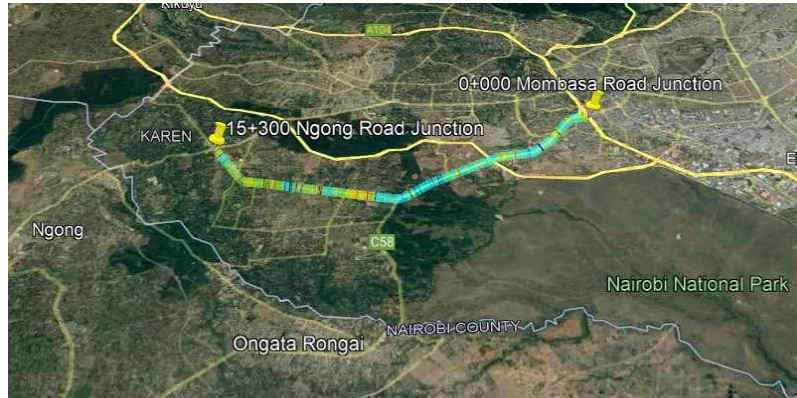 Kikuyu
A104
0+000 Mombasa Road Junction
KAREN
15+300 Ngong Road Junction
E
Ngong
C58
Nairobi National Park
NAIROBI COUNTY
Ongata Rongai